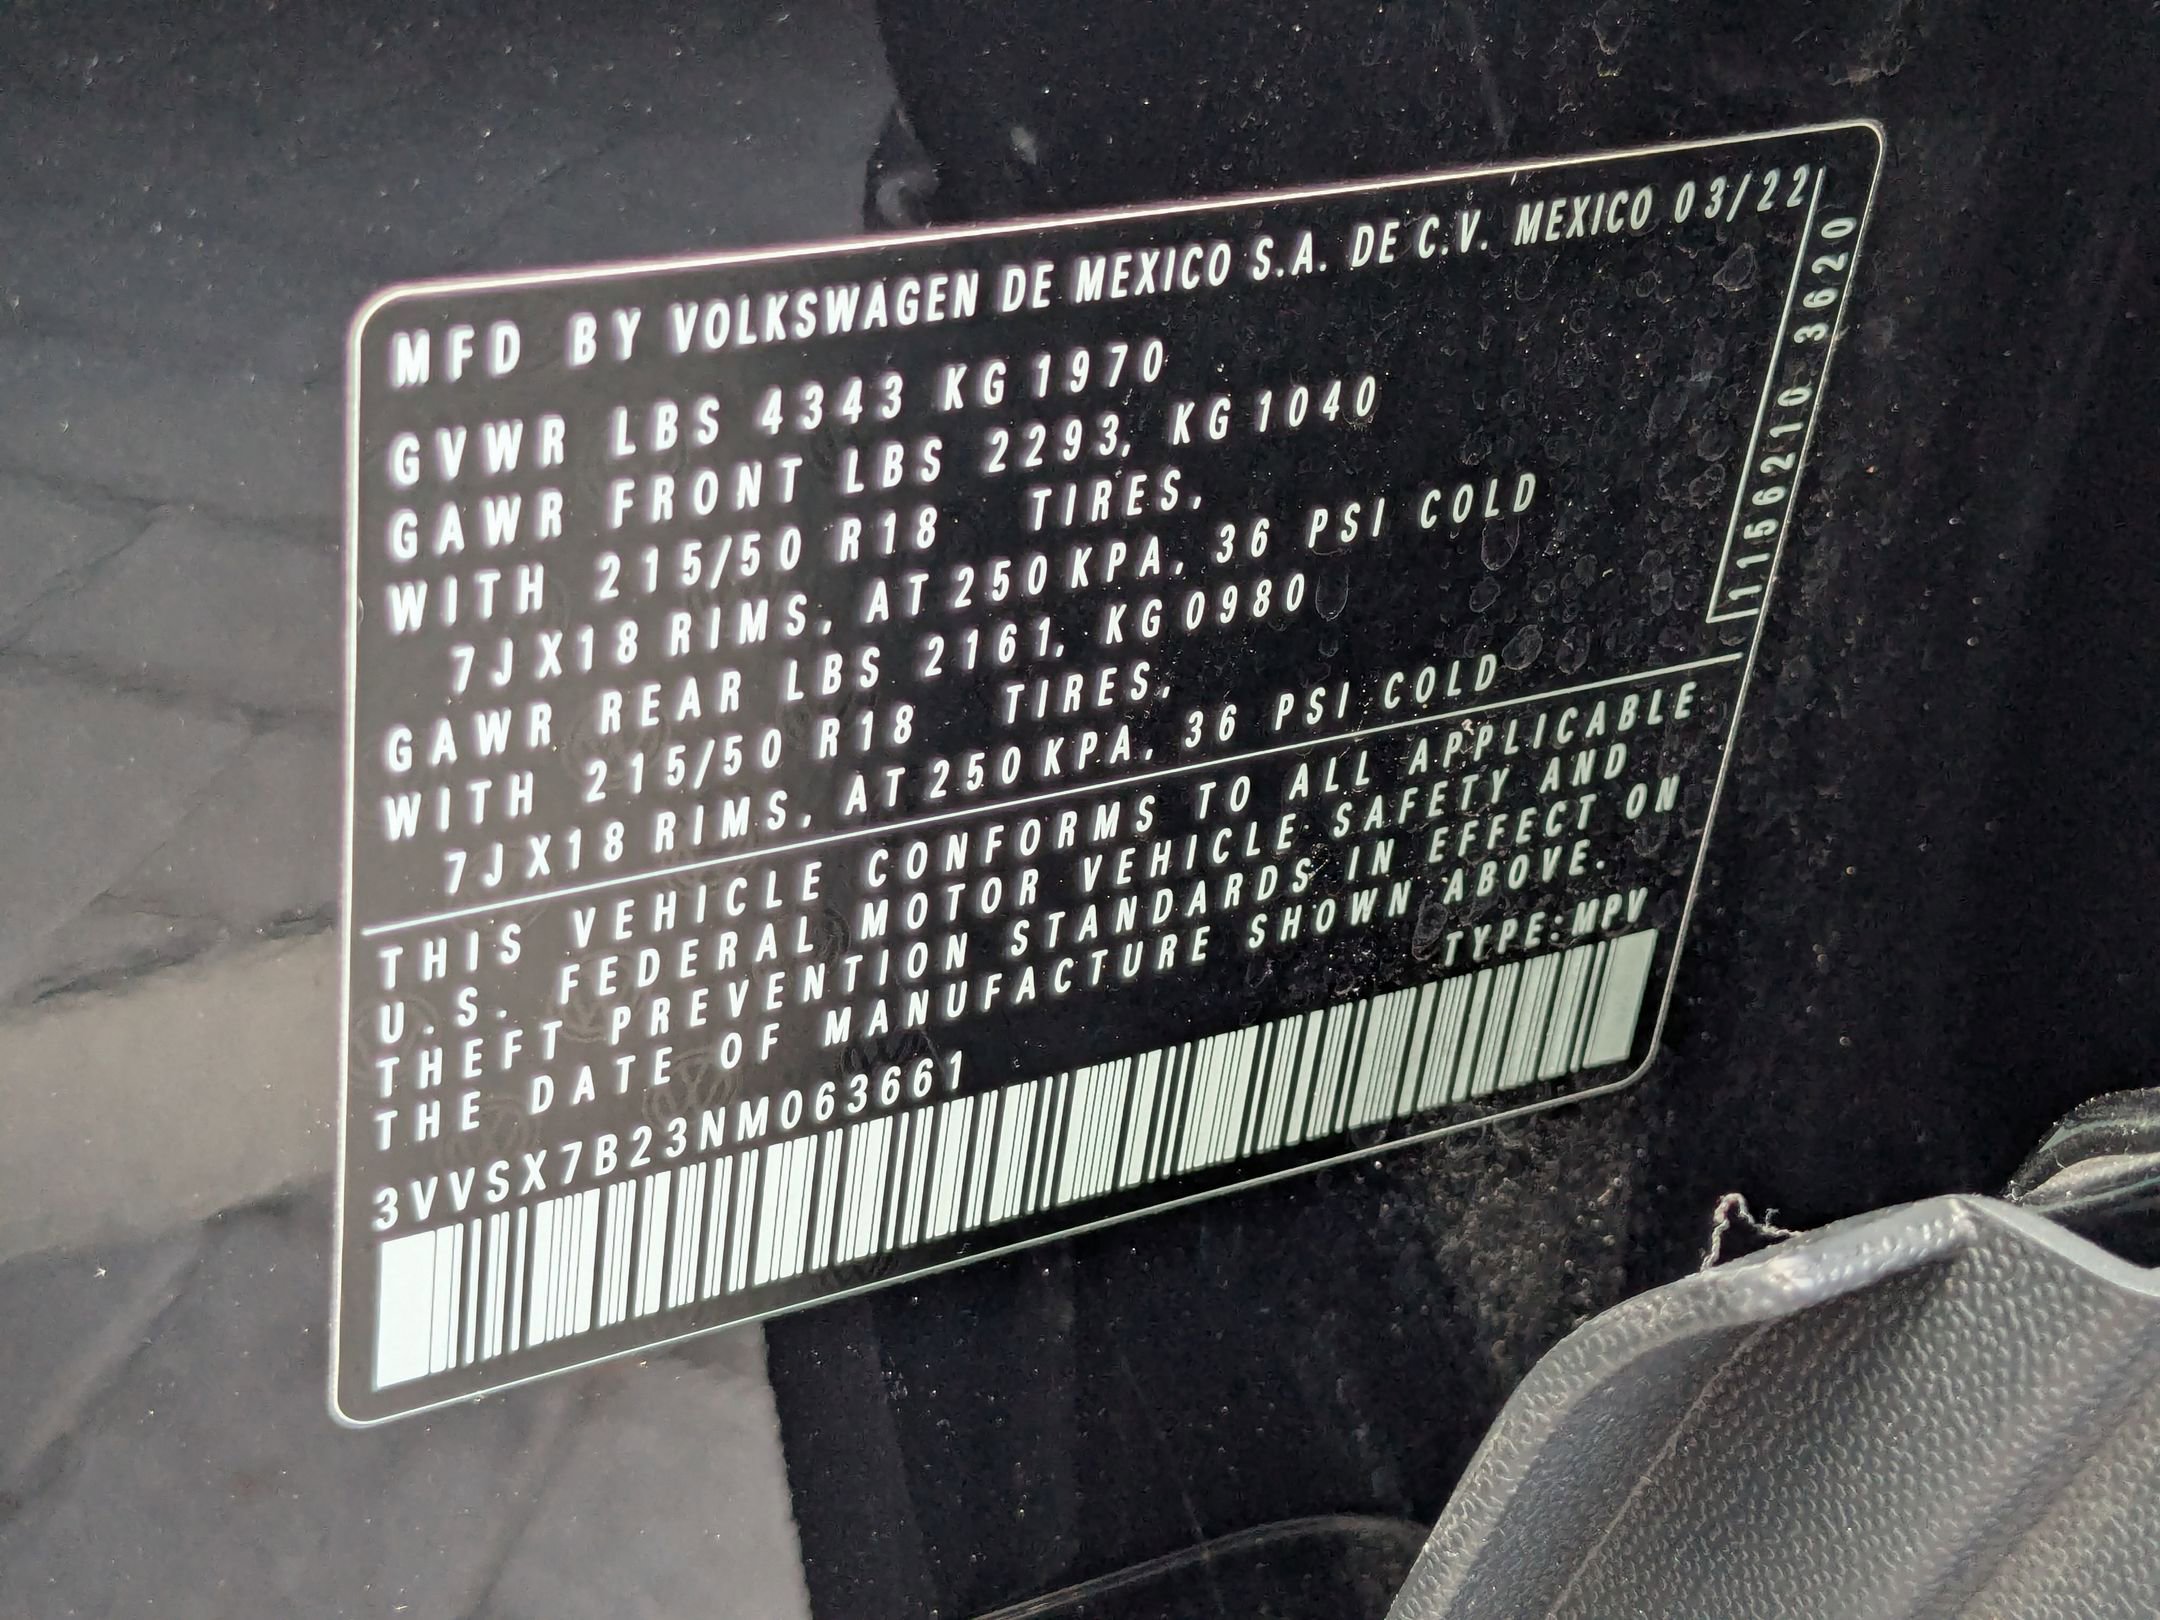 MFD BY VOLKSWAGEN DE MEXICO S.A. DE C.V. MEXICO 03/22
GVWR LBS 4343 KG 1970
GAWR FRONT LBS 2293, KG 1040
WITH 215/50 R18 TIRES,
7JX18 RIMS, AT 250 KPA, 36 PSI COLD
GAWR REAR LBS 2161, KG 0980
WITH 215/50 R18 TIRES,
7JX18 RIMS, AT 250 KPA, 36 PSI COLD
1156210 3620
THIS VEHICLE CONFORMS TO ALL APPLICABLE
U.S. FEDERAL MOTOR VEHICLE SAFETY AND
THEFT PREVENTION STANDARDS IN EFFECT ON
THE DATE OF MANUFACTURE SHOWN ABOVE.
TYPE:MPV
3VVSX7B23NM063661